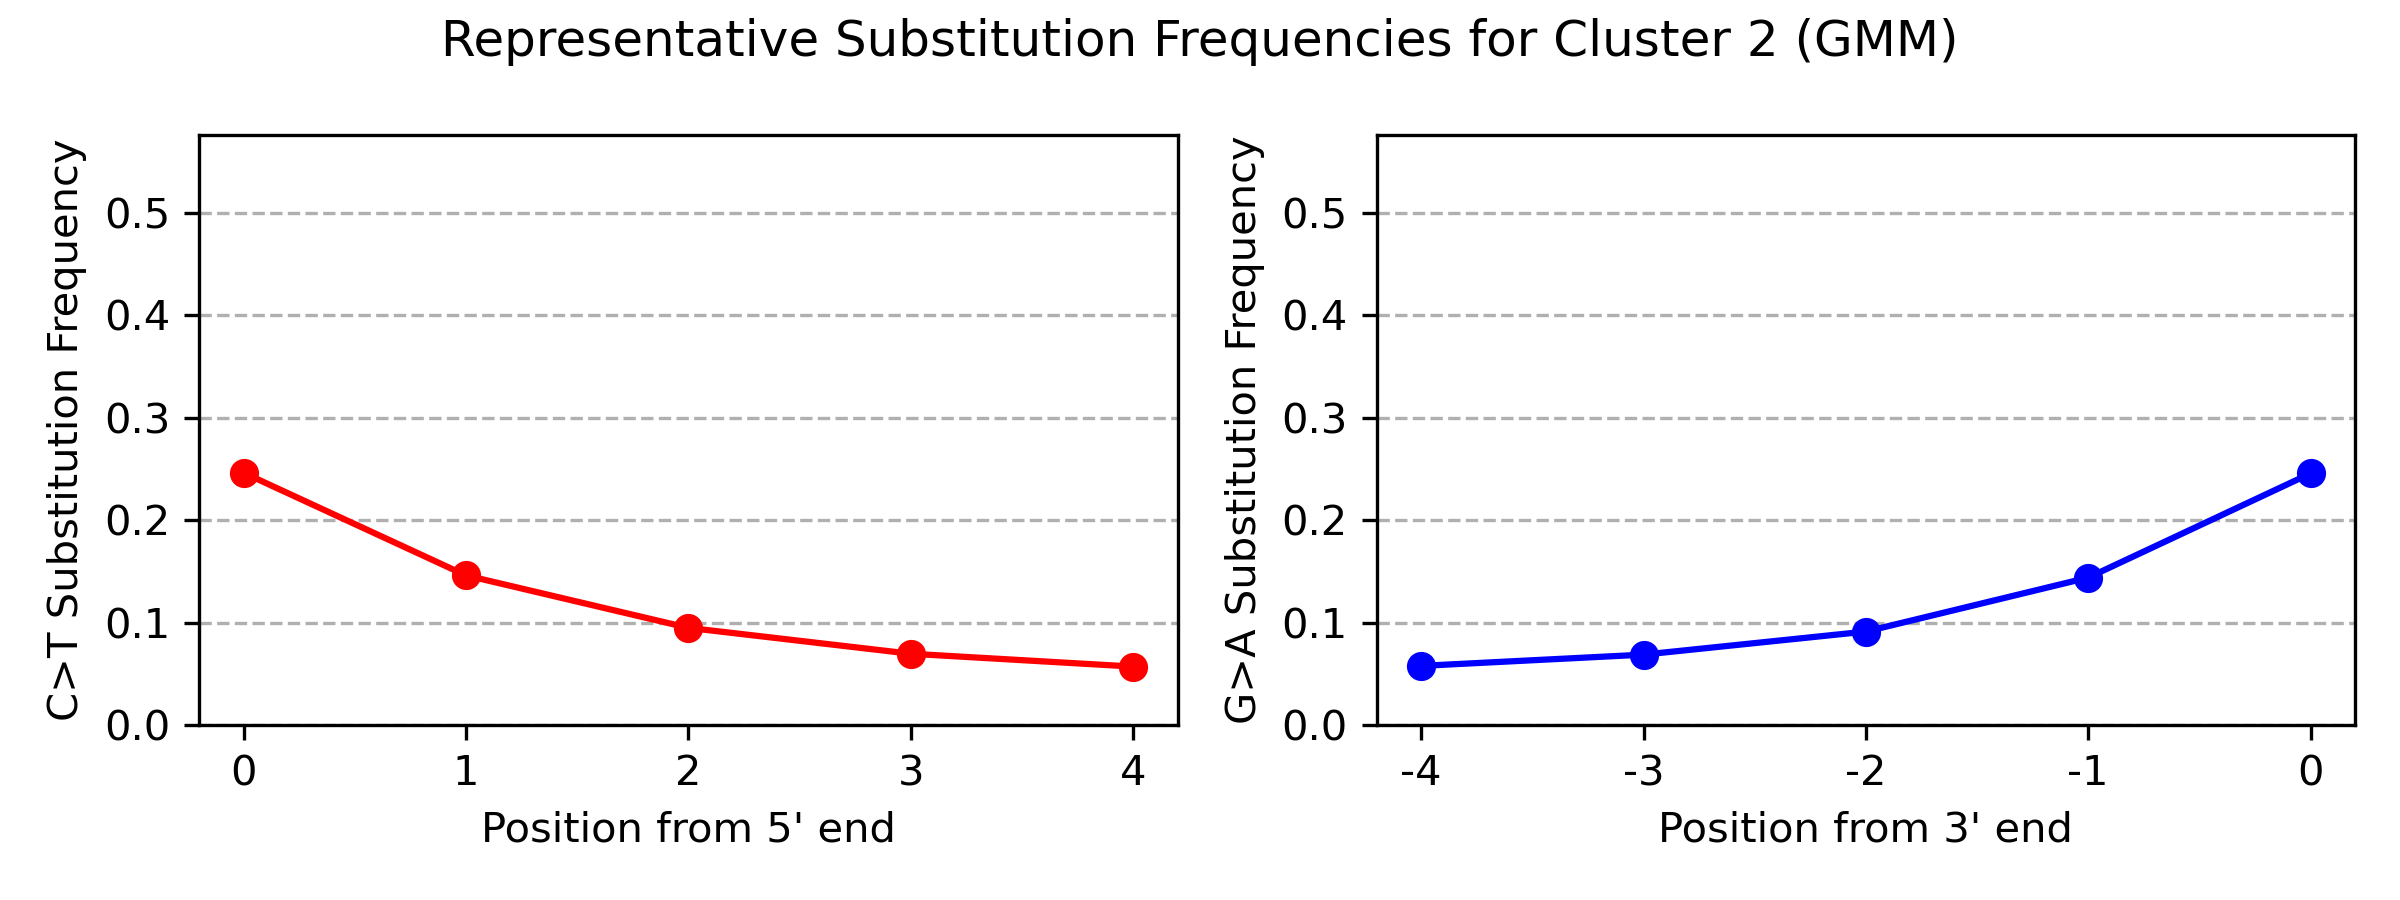 Representative Substitution Frequencies for Cluster 2 (GMM)
C>T Substitution Frequency
0.5
0.4
0.3
0.2
0.1
0.0
0 1 2 3 4
Position from 5' end
G>A Substitution Frequency
0.5
0.4
0.3
0.2
0.1
0.0
-4 -3 -2 -1 0
Position from 3' end